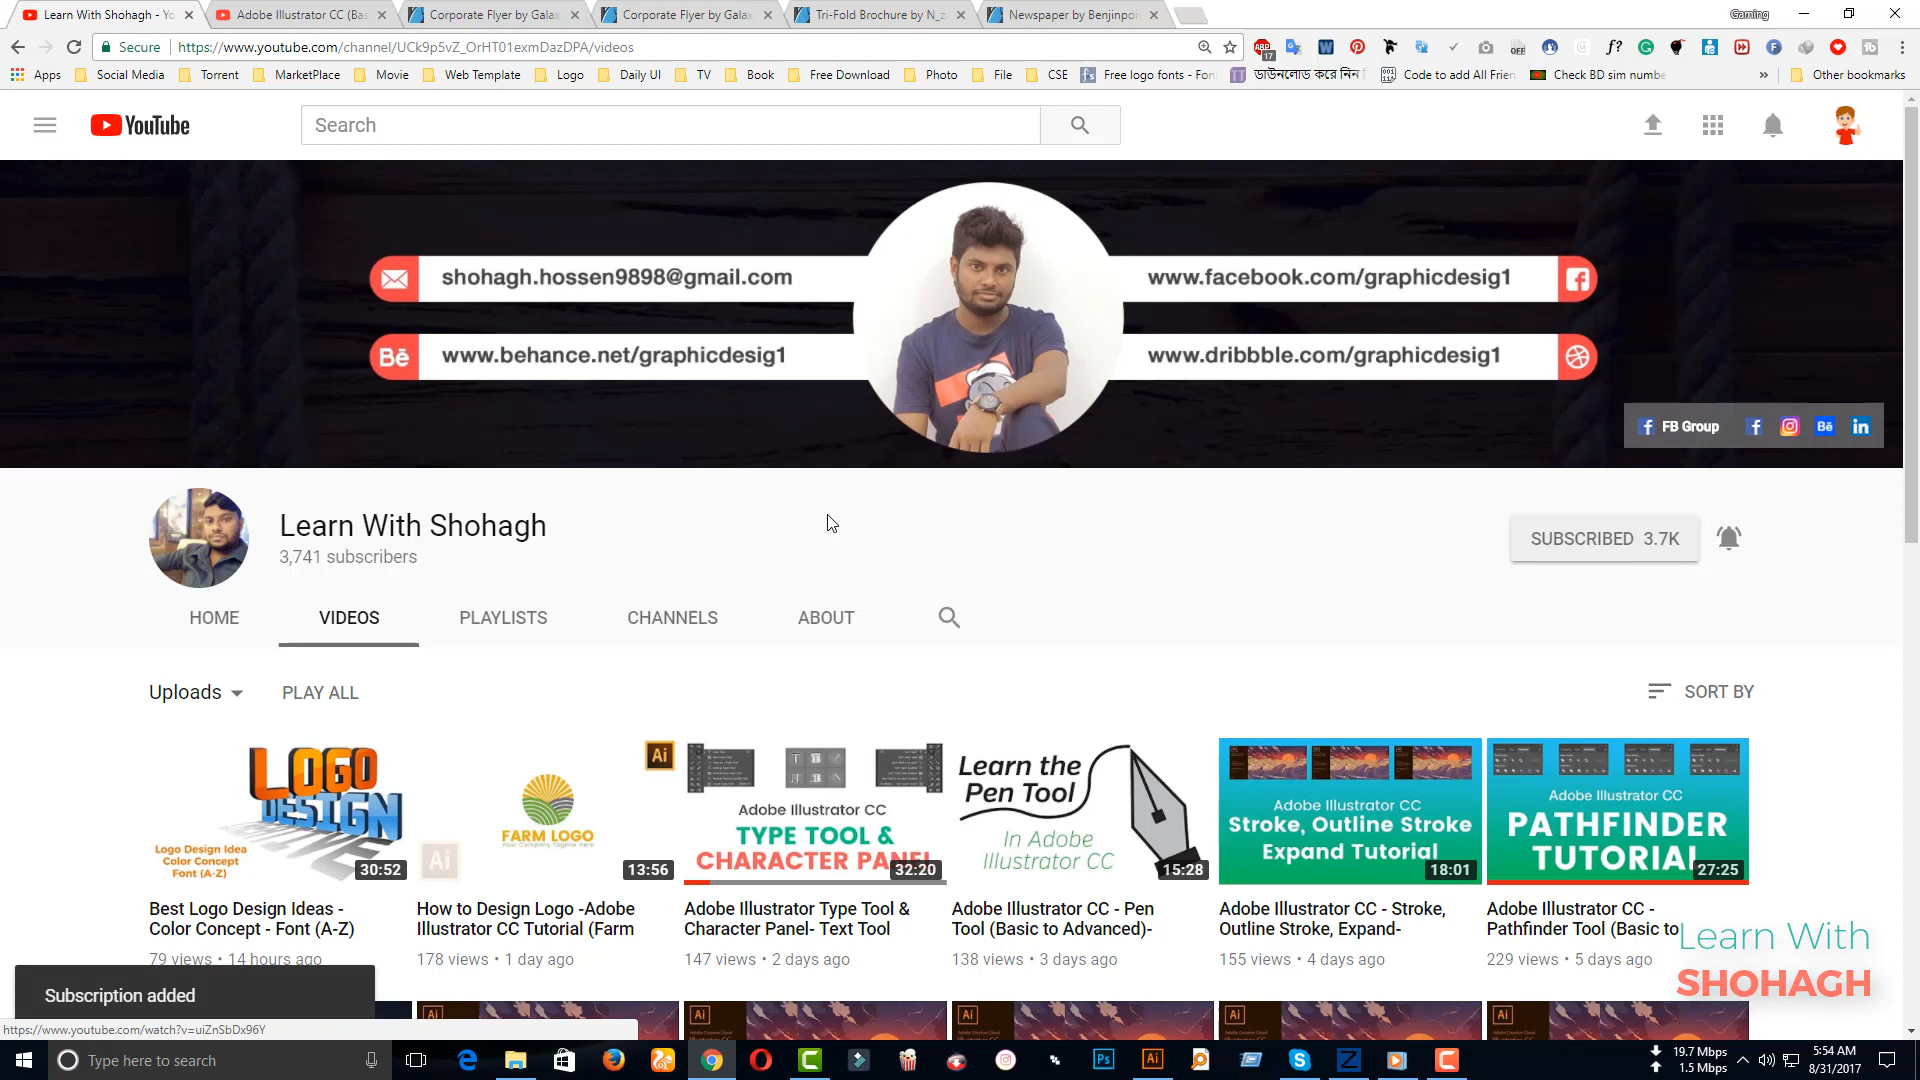 Learn With Shohagh - Yo
Adobe Illustrator CC (Bas
Corporate Flyer by Gala
Corporate Flyer by Gala
Tri-Fold Brochure by N_z
Newspaper by Benjinpoi
Gaming
Secure
https://www.youtube.com/channel/UCk9p5vZ_OrHT01exmDazDPA/videos
Apps
Social Media
Torrent
MarketPlace
Movie
Web Template
Logo
Daily UI
TV
Book
Free Download
Photo
File
CSE
Free logo fonts - Fon
ডাউনলোড করে নিন
Code to add All Frien
Check BD sim numbe
Other bookmarks
YouTube
Search
shohagh.hossen9898@gmail.com
www.facebook.com/graphicdesig1
Bē www.behance.net/graphicdesig1
www.dribbble.com/graphicdesig1
FB Group
Learn With Shohagh
3,741 subscribers
SUBSCRIBED 3.7K
HOME
VIDEOS
PLAYLISTS
CHANNELS
ABOUT
Uploads
PLAY ALL
SORT BY
LOGO
DESIGN
Logo Design Idea
Color Concept
Font (A-Z)
30:52
Ai
FARM LOGO
Ai
13:56
Adobe Illustrator CC
TYPE TOOL &
CHARACTER PANEL
32:20
Learn the
Pen Tool
In Adobe
Illustrator CC
15:28
Adobe Illustrator CC
Stroke, Outline Stroke
Expand Tutorial
18:01
Adobe Illustrator CC
PATHFINDER
TUTORIAL
27:25
Best Logo Design Ideas -
Color Concept - Font (A-Z)
79 views • 14 hours ago
How to Design Logo -Adobe
Illustrator CC Tutorial (Farm
178 views • 1 day ago
Adobe Illustrator Type Tool &
Character Panel- Text Tool
147 views • 2 days ago
Adobe Illustrator CC - Pen
Tool (Basic to Advanced)-
138 views • 3 days ago
Adobe Illustrator CC - Stroke,
Outline Stroke, Expand-
155 views • 4 days ago
Adobe Illustrator CC -
Pathfinder Tool (Basic to
229 views • 5 days ago
Learn With
SHOHAGH
Subscription added
https://www.youtube.com/watch?v=uiZnSbDx96Y
Type here to search
19.7 Mbps
1.5 Mbps
5:54 AM
8/31/2017